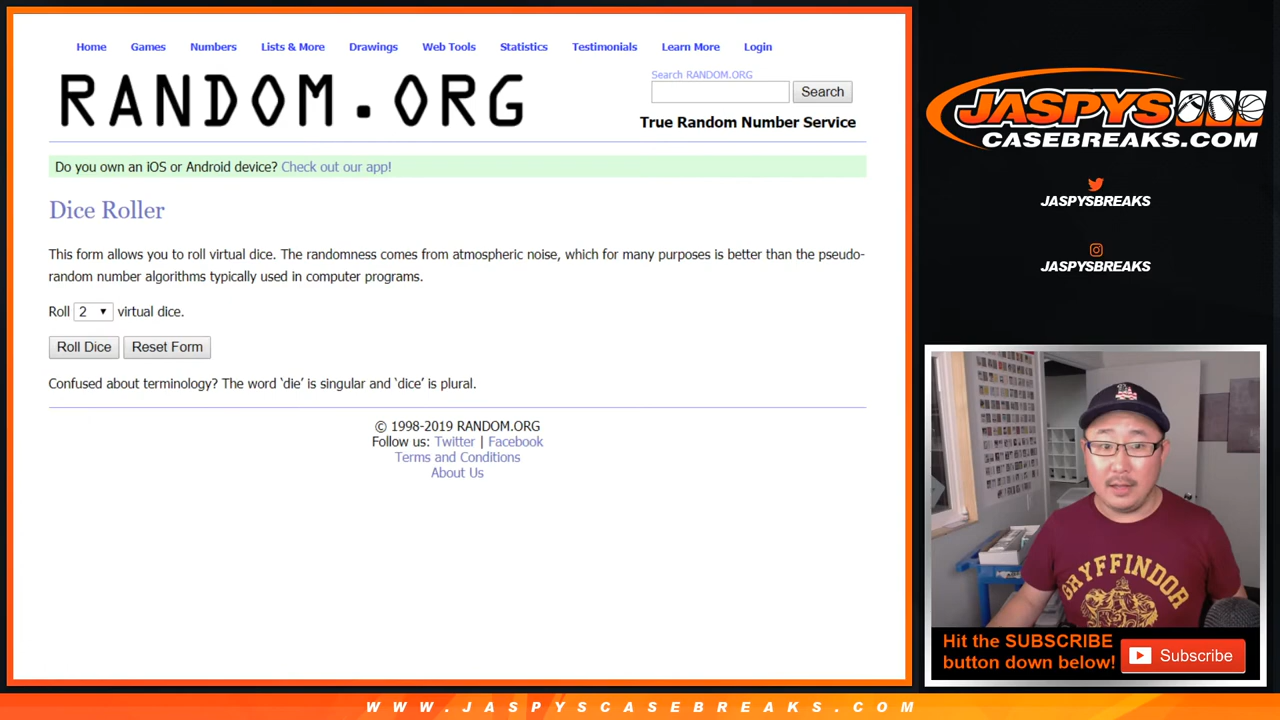 Home Games Numbers Lists & More Drawings Web Tools Statistics Testimonials Learn More Login
RANDOM.ORG
Search RANDOM.ORG
Search
True Random Number Service
Do you own an iOS or Android device? Check out our app!
Dice Roller
This form allows you to roll virtual dice. The randomness comes from atmospheric noise, which for many purposes is better than the pseudo-
random number algorithms typically used in computer programs.
Roll 2 virtual dice.
Roll Dice Reset Form
Confused about terminology? The word ‘die’ is singular and ‘dice’ is plural.
© 1998-2019 RANDOM.ORG
Follow us: Twitter | Facebook
Terms and Conditions
About Us
JASPYS
CASEBREAKS.COM
JASPYSBREAKS
JASPYSBREAKS
GRYFFINDOR
Hit the SUBSCRIBE
button down below!
Subscribe
WWW.JASPYSCASEBREAKS.COM